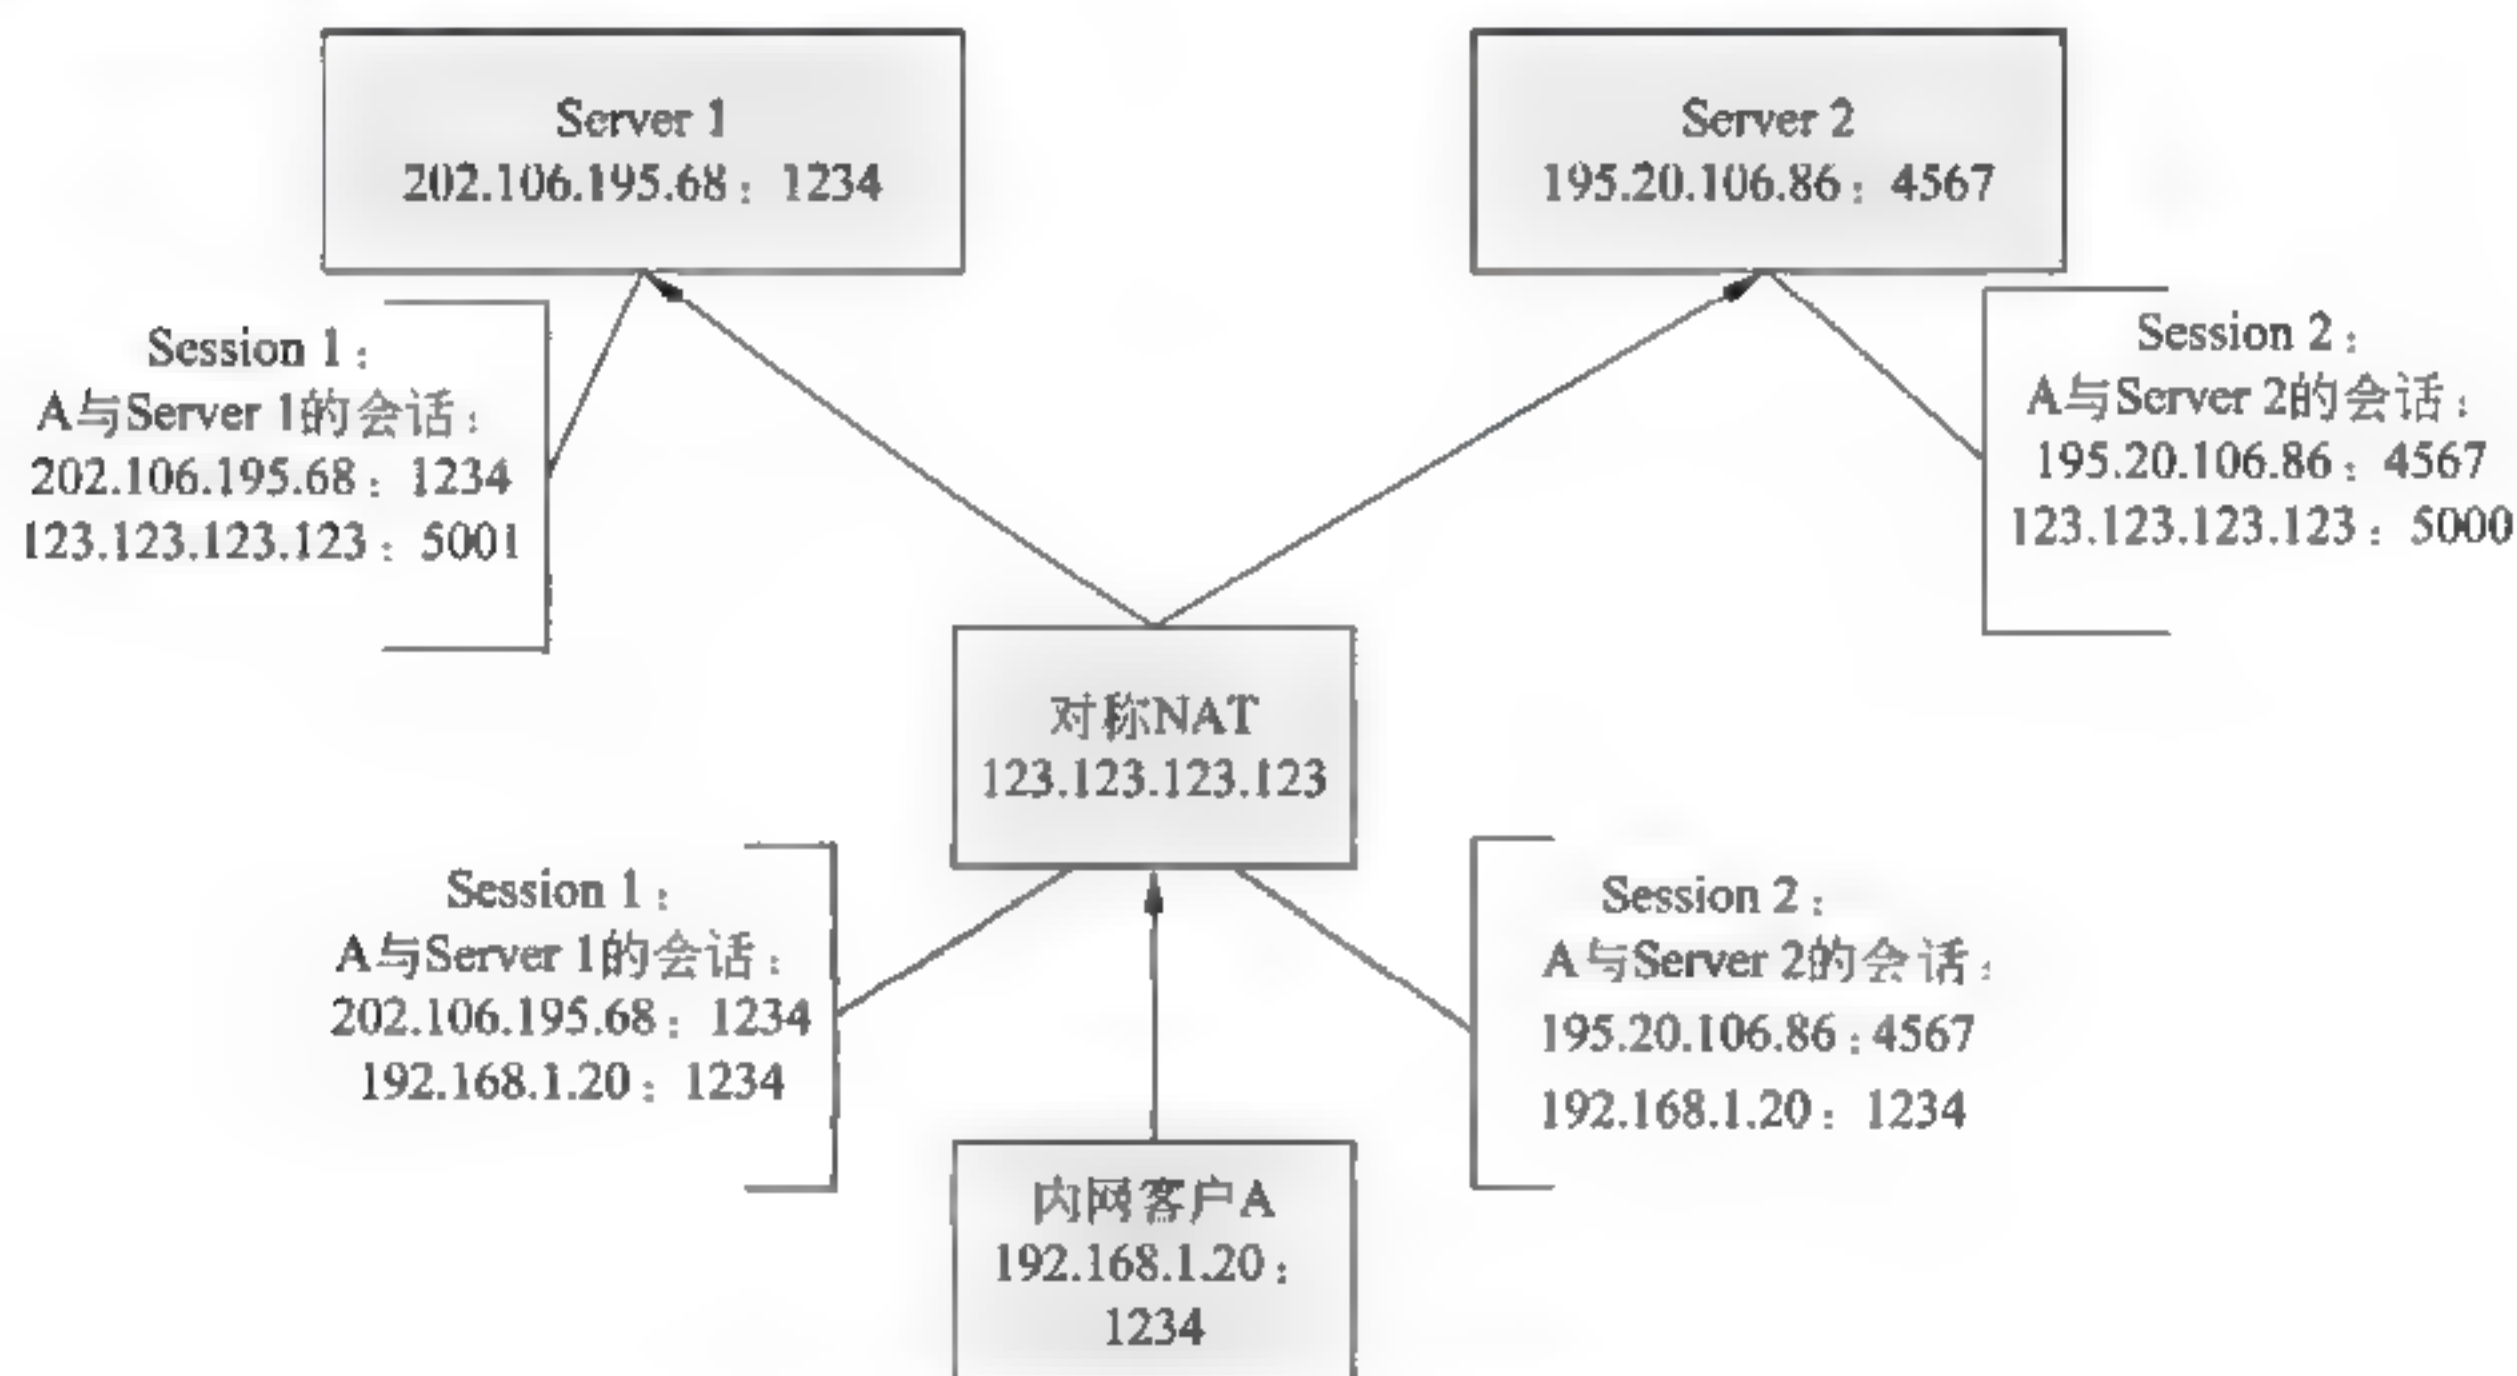 Server 1
202.106.195.68：1234
Server 2
195.20.106.86：4567
Session 1：
A与Server 1的会话：
202.106.195.68：1234
123.123.123.123：5001
Session 2：
A与Server 2的会话：
195.20.106.86：4567
123.123.123.123：5000
对称NAT
123.123.123.123
Session 1：
A与Server 1的会话：
202.106.195.68：1234
192.168.1.20：1234
Session 2：
A与Server 2的会话：
195.20.106.86：4567
192.168.1.20：1234
内网客户A
192.168.1.20：
1234